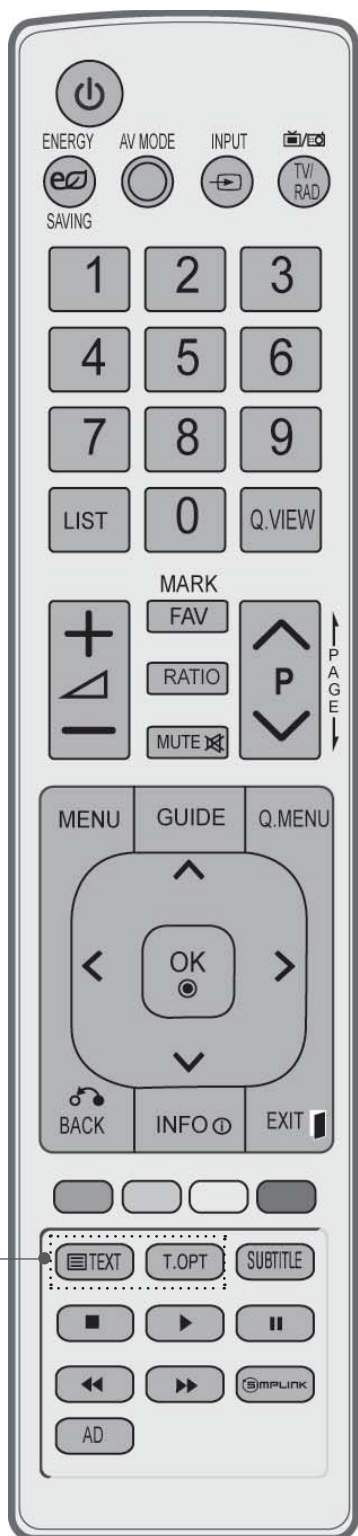 ENERGY AV MODE INPUT
TV/
RAD
SAVING
1 2 3
4 5 6
7 8 9
LIST 0 Q.VIEW
MARK
FAV
RATIO
P
PAGE
MUTE
MENU GUIDE Q.MENU
OK
BACK INFO EXIT
TEXT T.OPT SUBTITLE
SIMPLINK
AD